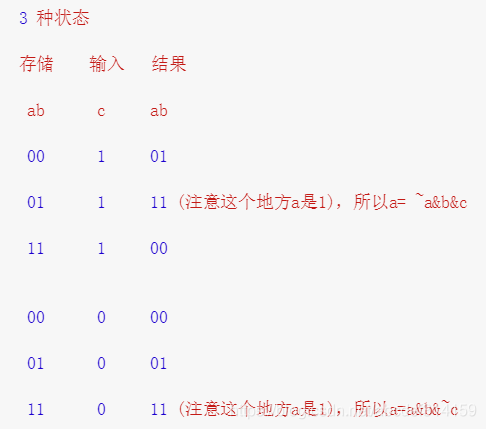 3 种状态
存储 输入 结果
ab c ab
00 1 01
01 1 11 (注意这个地方a是1), 所以a= ~a&b&c
11 1 00
00 0 00
01 0 01
11 0 11 (注意这个地方a是1), 所以a=a&b&~c